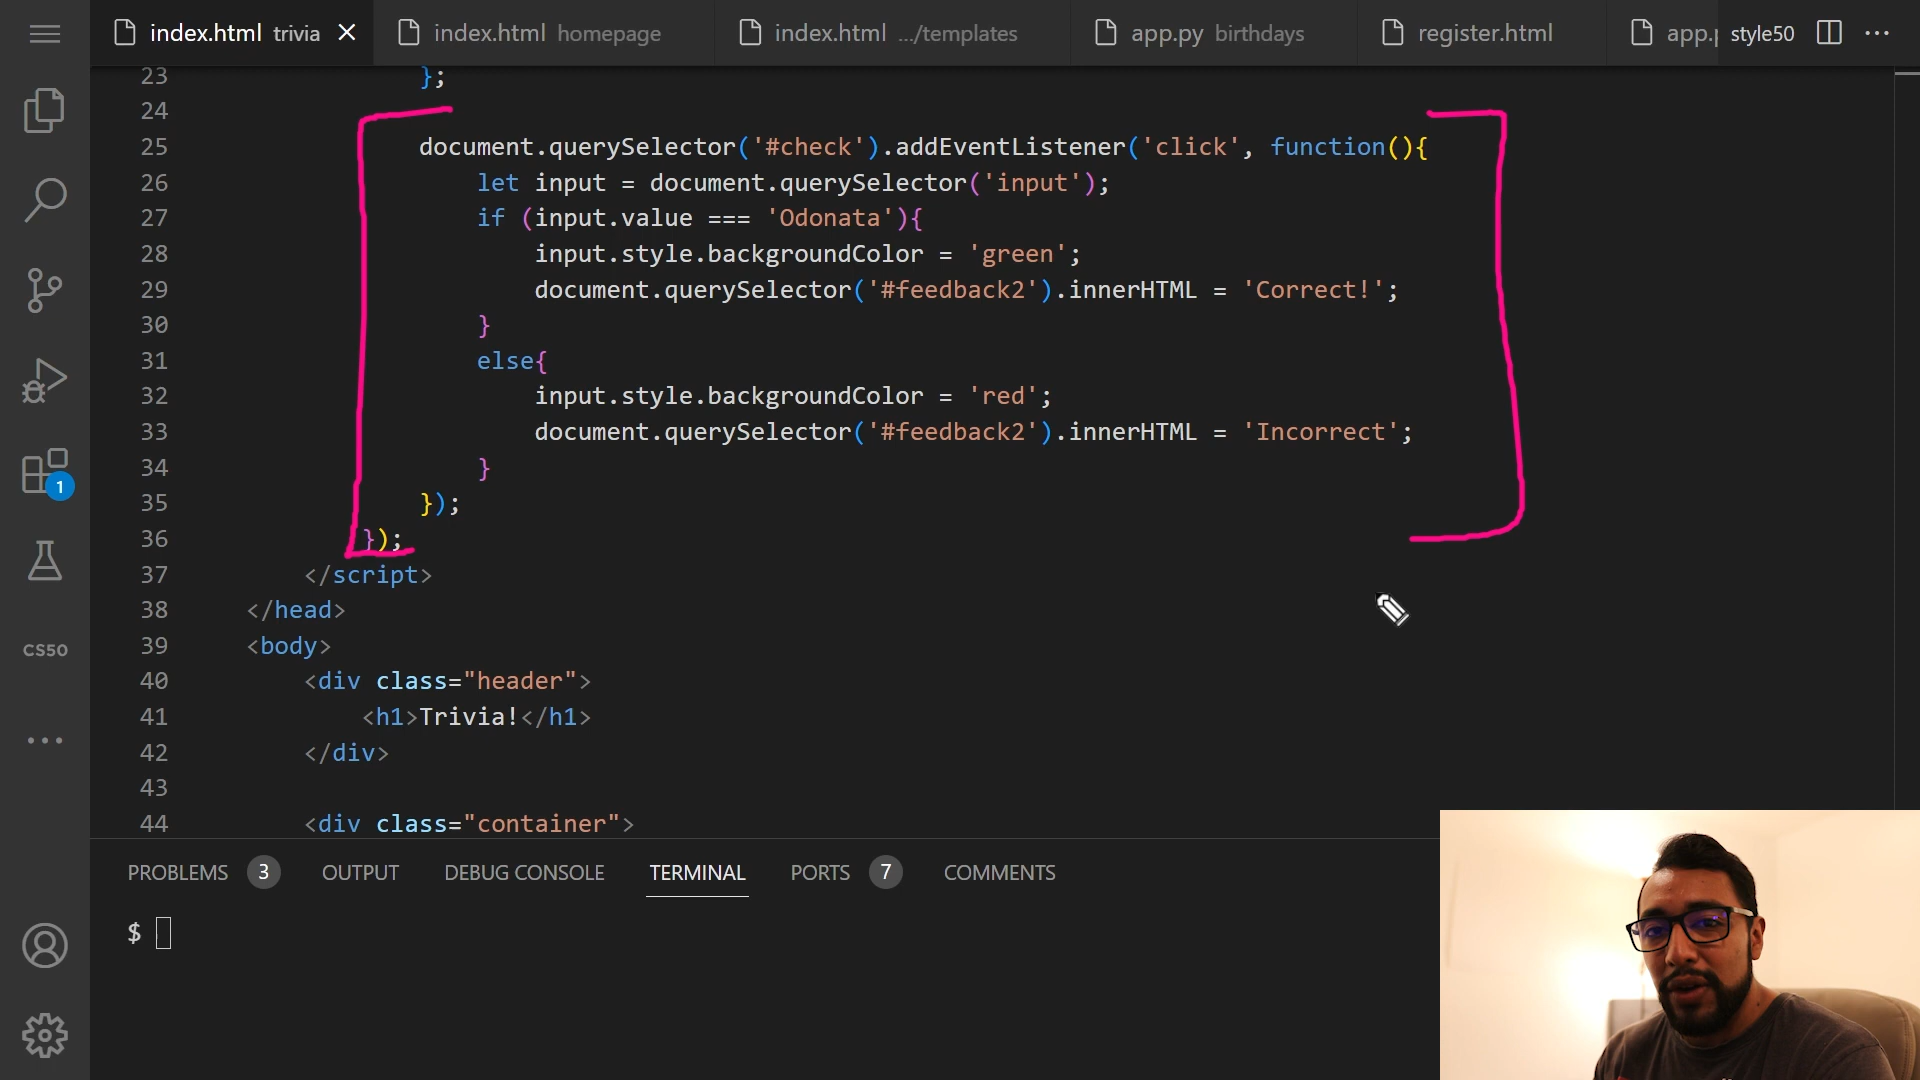 index.html trivia
index.html homepage
index.html .../templates
app.py birthdays
register.html
app.p
style50
23 };
24
25 document.querySelector('#check').addEventListener('click', function(){
26 let input = document.querySelector('input');
27 if (input.value === 'Odonata'){
28 input.style.backgroundColor = 'green';
29 document.querySelector('#feedback2').innerHTML = 'Correct!';
30 }
31 else{
32 input.style.backgroundColor = 'red';
33 document.querySelector('#feedback2').innerHTML = 'Incorrect';
34 }
35 });
36 });
37 </script>
38 </head>
39 <body>
40 <div class="header">
41 <h1>Trivia!</h1>
42 </div>
43
44 <div class="container">
1
CS50
PROBLEMS 3 OUTPUT DEBUG CONSOLE TERMINAL PORTS 7 COMMENTS
$